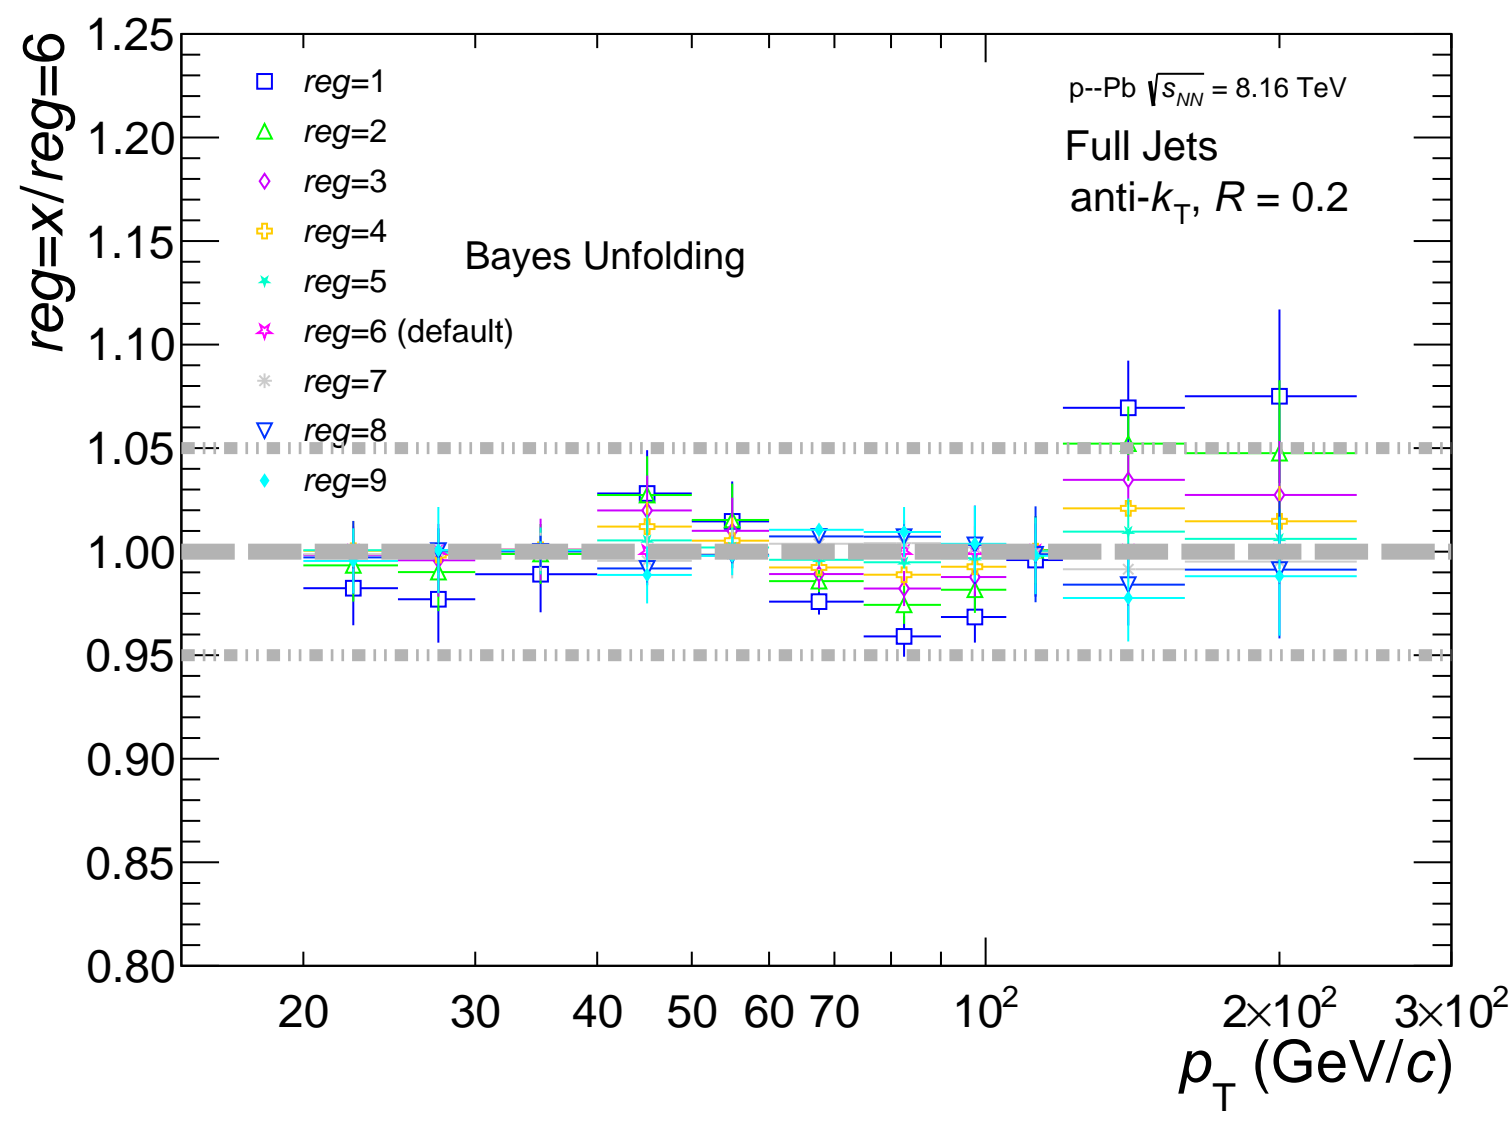 reg=x/reg=6
1.25
1.20
1.15
1.10
1.05
1.00
0.95
0.90
0.85
0.80
reg=1
reg=2
reg=3
reg=4
reg=5
reg=6 (default)
reg=7
reg=8
reg=9
Bayes Unfolding
p--Pb √s_NN = 8.16 TeV
Full Jets
anti-k_T, R = 0.2
20 30 40 50 60 70 10² 2×10² 3×10²
p_T (GeV/c)